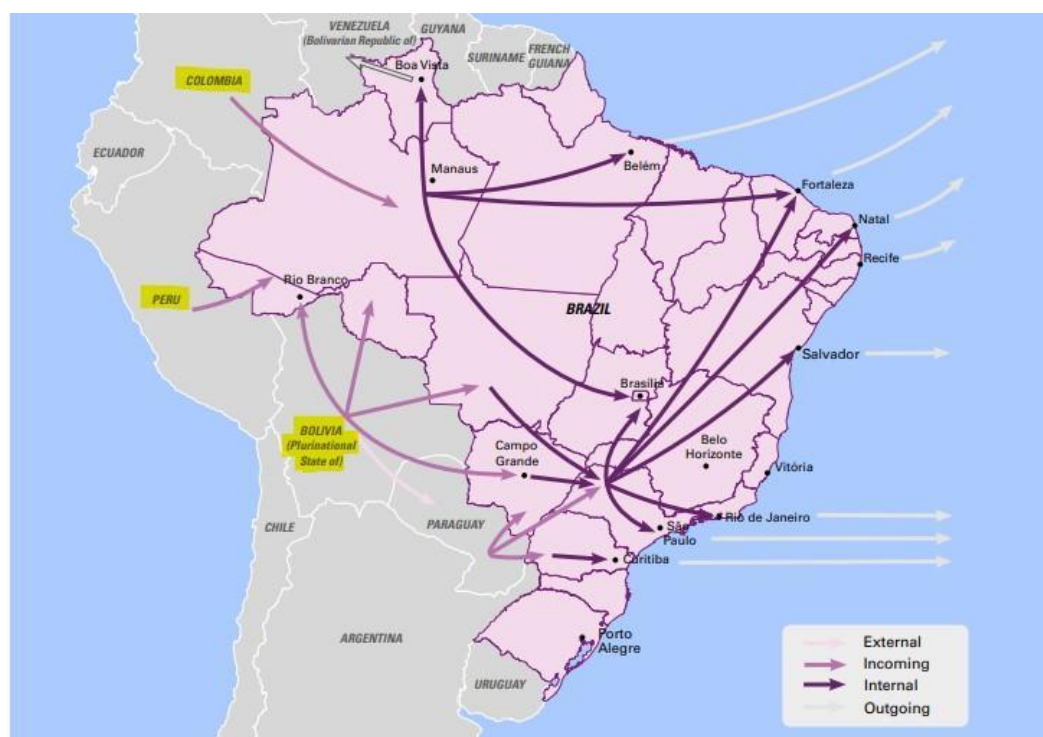 VENEZUELA
(Bolivarian Republic of)
GUYANA
SURINAME
FRENCH
GUIANA
Boa Vista
COLOMBIA
ECUADOR
Manaus
Belém
Fortaleza
Natal
Recife
PERU
Rio Branco
BRAZIL
Salvador
Brasília
BOLIVIA
(Plurinational
State of)
Campo
Grande
Belo
Horizonte
Vitória
CHILE
PARAGUAY
São
Paulo
Rio de Janeiro
Curitiba
ARGENTINA
Porto
Alegre
URUGUAY
External
Incoming
Internal
Outgoing